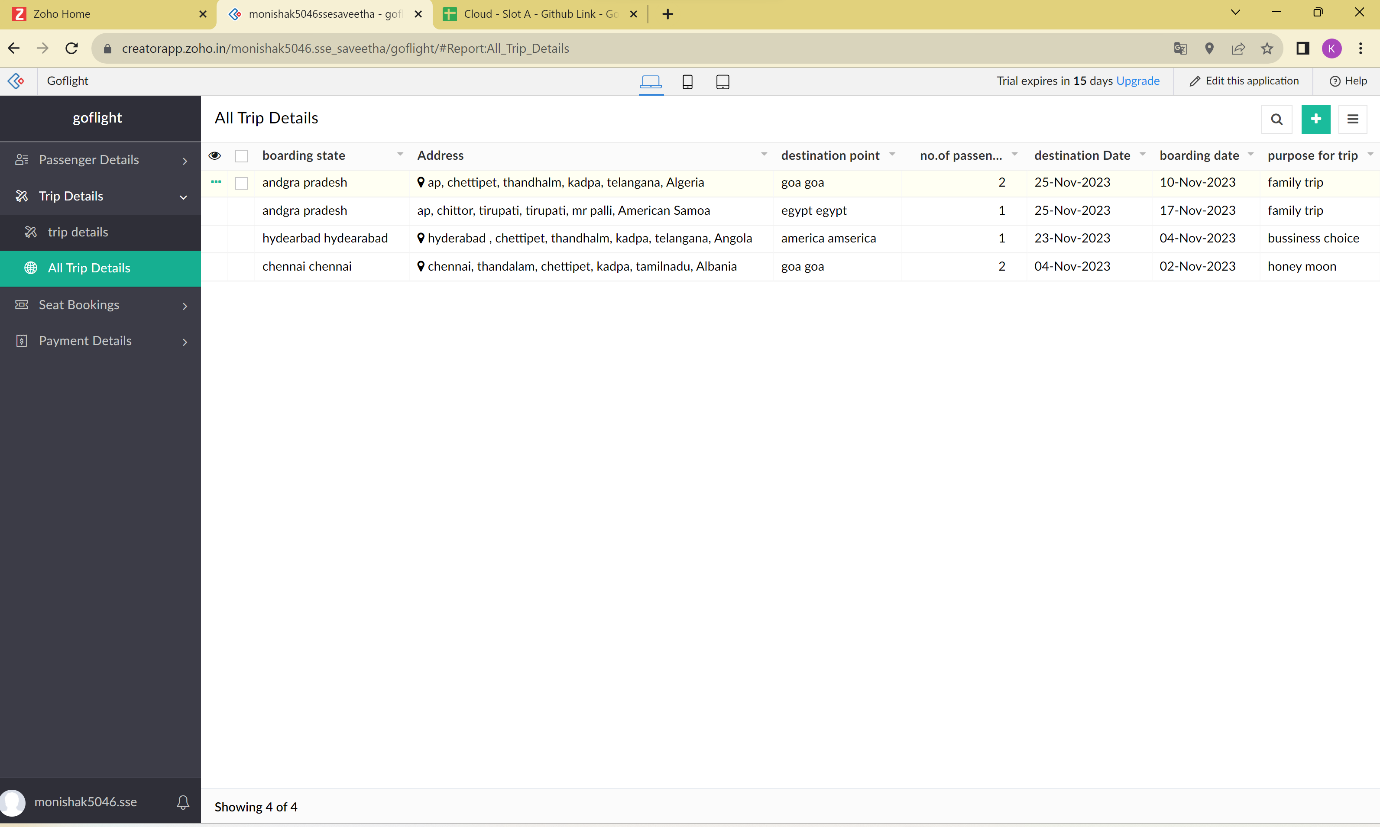 Z Zoho Home
monishak5046ssesaveetha - gofl
Cloud - Slot A - Github Link - Go
creatorapp.zoho.in/monishak5046.sse_saveetha/goflight/#Report:All_Trip_Details
K
Goflight
Trial expires in 15 days Upgrade
Edit this application
Help
goflight
Passenger Details
Trip Details
trip details
All Trip Details
Seat Bookings
Payment Details
monishak5046.sse
All Trip Details
boarding state Address destination point no.of passen... destination Date boarding date purpose for trip
andgra pradesh ap, chettipet, thandhalm, kadpa, telangana, Algeria goa goa 2 25-Nov-2023 10-Nov-2023 family trip
andgra pradesh ap, chittor, tirupati, tirupati, mr palli, American Samoa egypt egypt 1 25-Nov-2023 17-Nov-2023 family trip
hydearbad hydearabad hyderabad , chettipet, thandhalm, kadpa, telangana, Angola america amserica 1 23-Nov-2023 04-Nov-2023 bussiness choice
chennai chennai chennai, thandalam, chettipet, kadpa, tamilnadu, Albania goa goa 2 04-Nov-2023 02-Nov-2023 honey moon
Showing 4 of 4